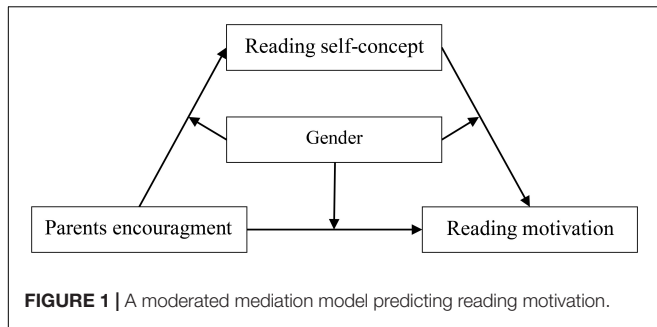 Reading self-concept
Gender
Parents encouragment
Reading motivation
FIGURE 1 | A moderated mediation model predicting reading motivation.